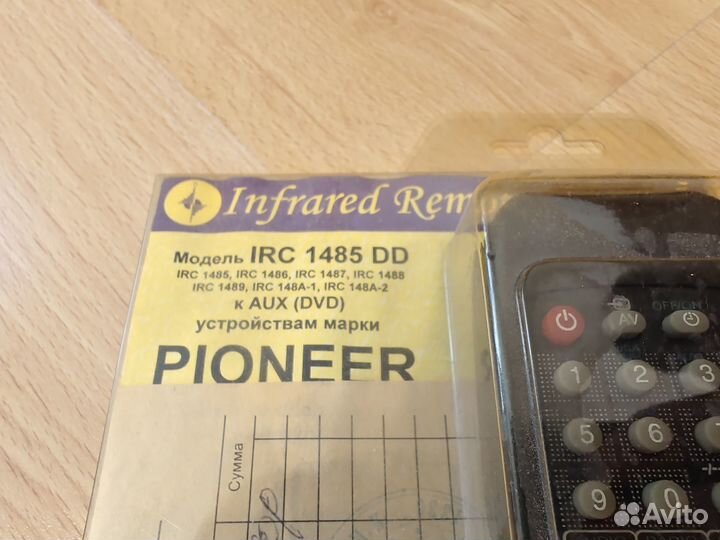 Infrared
Модель IRC 1485 DD
IRC 1485, IRC 1486, IRC 1487, IRC 1488
IRC 1489, IRC 148A-1, IRC 148A-2
к AUX (DVD)
устройствам марки
PIONEER
Сумма
OFF/ON
AV
1 2 3
5 6 7
9 0
Avito